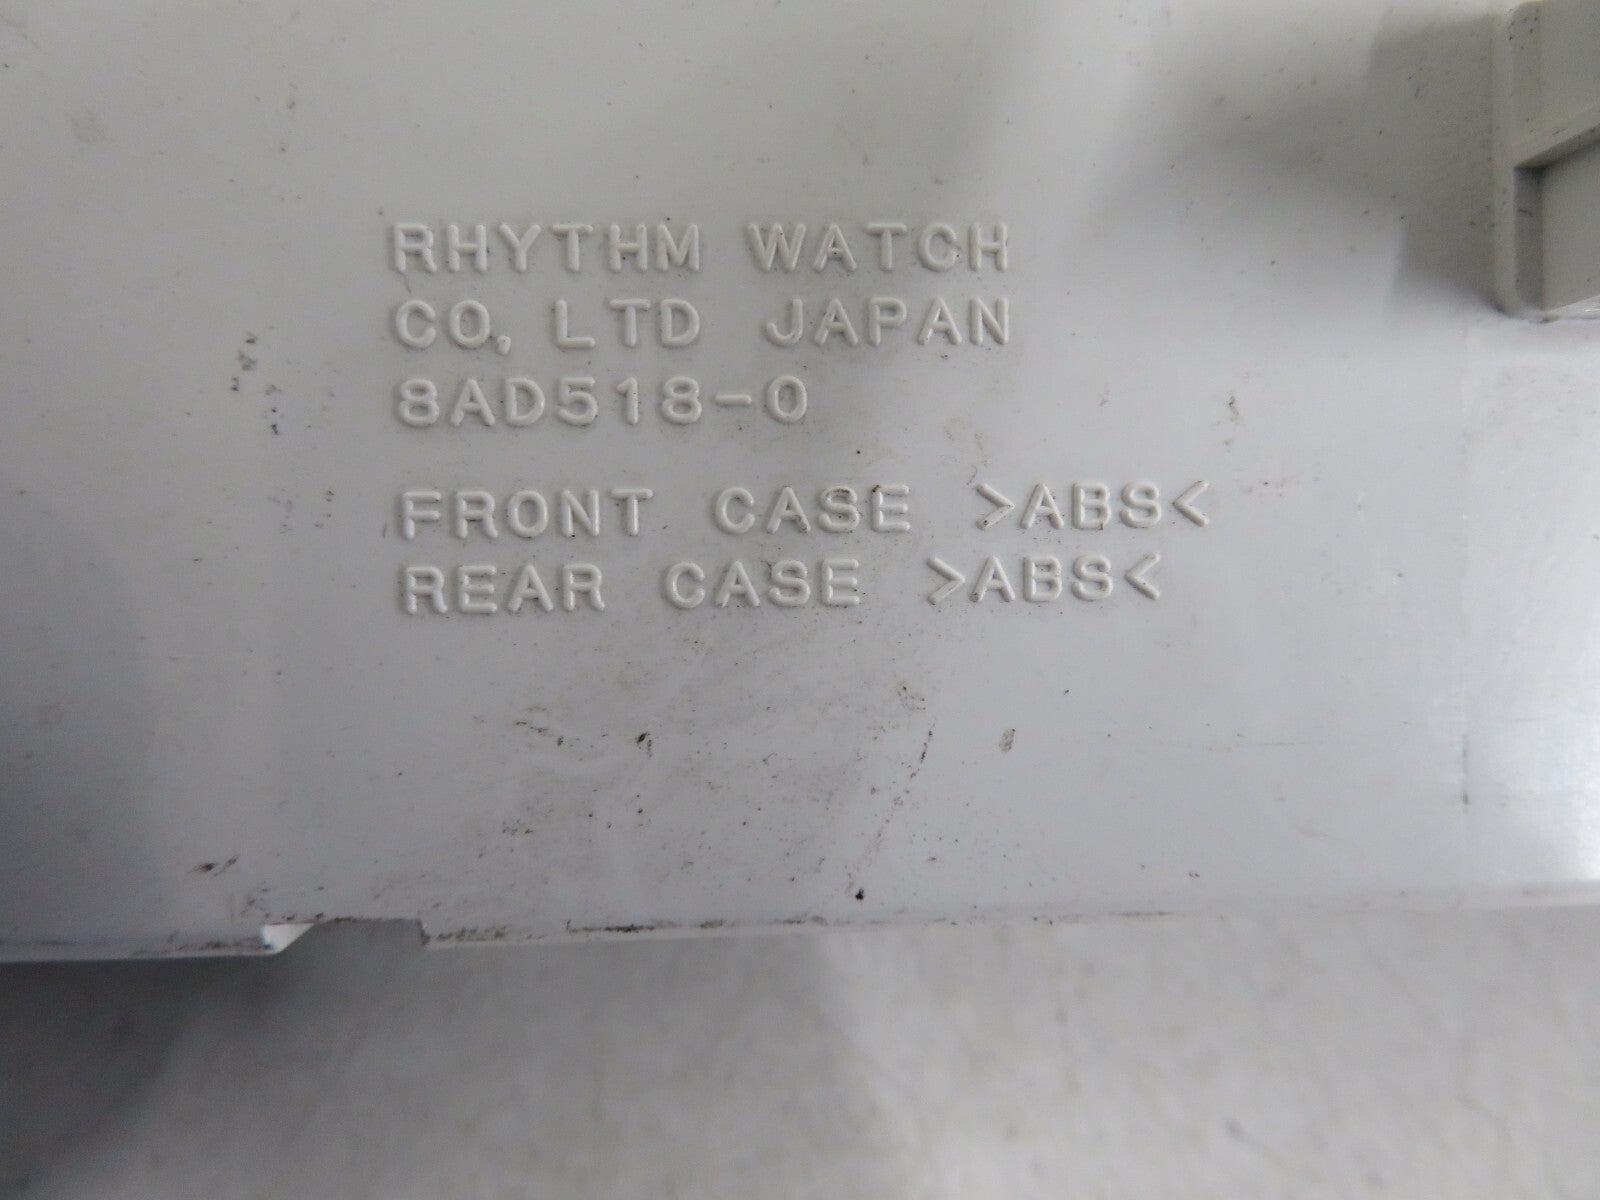 RHYTHM WATCH
CO, LTD JAPAN
8AD518-0
FRONT CASE >ABS<
REAR CASE >ABS<